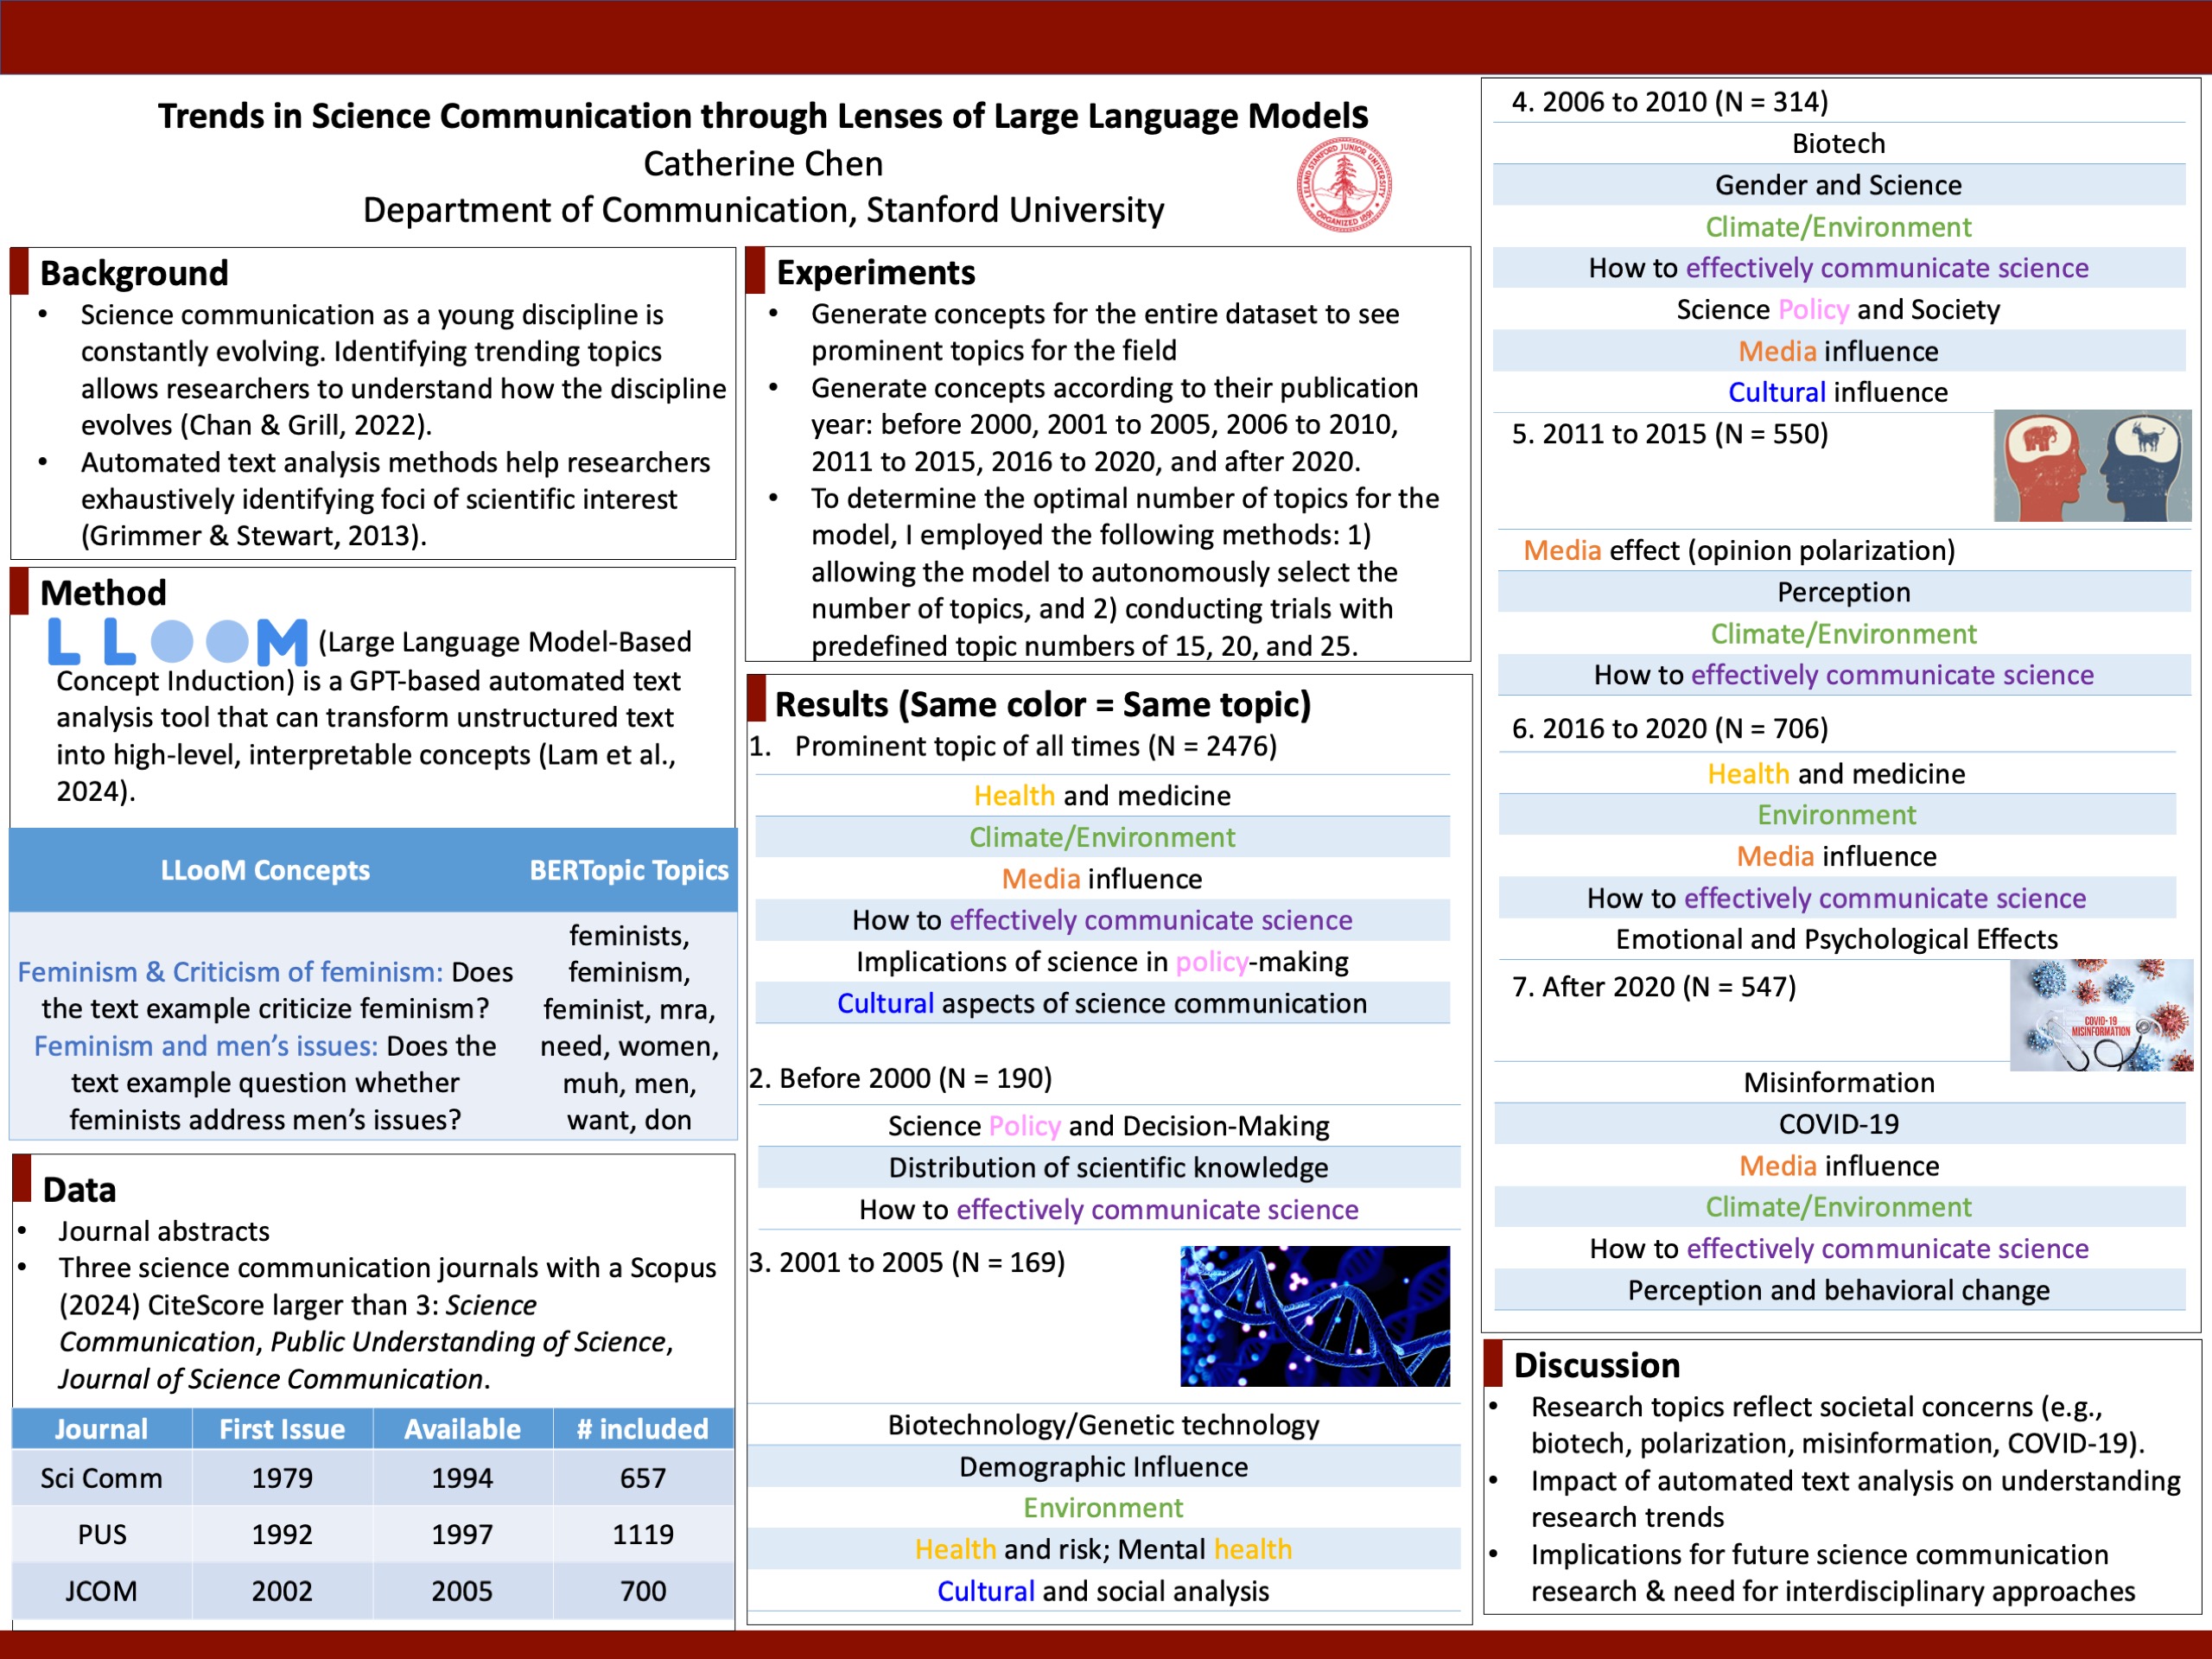 Trends in Science Communication through Lenses of Large Language Models
Catherine Chen
Department of Communication, Stanford University
LELAND STANFORD JUNIOR UNIVERSITY
ORGANIZED 1891
Background
• Science communication as a young discipline is
constantly evolving. Identifying trending topics
allows researchers to understand how the discipline
evolves (Chan & Grill, 2022).
• Automated text analysis methods help researchers
exhaustively identifying foci of scientific interest
(Grimmer & Stewart, 2013).
Method
LLOOM (Large Language Model-Based
Concept Induction) is a GPT-based automated text
analysis tool that can transform unstructured text
into high-level, interpretable concepts (Lam et al.,
2024).
LLooM Concepts BERTopic Topics
Feminism & Criticism of feminism: Does
the text example criticize feminism?
Feminism and men's issues: Does the
text example question whether
feminists address men's issues?
feminists,
feminism,
feminist, mra,
need, women,
muh, men,
want, don
Data
• Journal abstracts
• Three science communication journals with a Scopus
(2024) CiteScore larger than 3: Science
Communication, Public Understanding of Science,
Journal of Science Communication.
Journal First Issue Available # included
Sci Comm 1979 1994 657
PUS 1992 1997 1119
JCOM 2002 2005 700
Experiments
• Generate concepts for the entire dataset to see
prominent topics for the field
• Generate concepts according to their publication
year: before 2000, 2001 to 2005, 2006 to 2010,
2011 to 2015, 2016 to 2020, and after 2020.
• To determine the optimal number of topics for the
model, I employed the following methods: 1)
allowing the model to autonomously select the
number of topics, and 2) conducting trials with
predefined topic numbers of 15, 20, and 25.
Results (Same color = Same topic)
1. Prominent topic of all times (N = 2476)
Health and medicine
Climate/Environment
Media influence
How to effectively communicate science
Implications of science in policy-making
Cultural aspects of science communication
2. Before 2000 (N = 190)
Science Policy and Decision-Making
Distribution of scientific knowledge
How to effectively communicate science
3. 2001 to 2005 (N = 169)
Biotechnology/Genetic technology
Demographic Influence
Environment
Health and risk; Mental health
Cultural and social analysis
4. 2006 to 2010 (N = 314)
Biotech
Gender and Science
Climate/Environment
How to effectively communicate science
Science Policy and Society
Media influence
Cultural influence
5. 2011 to 2015 (N = 550)
Media effect (opinion polarization)
Perception
Climate/Environment
How to effectively communicate science
6. 2016 to 2020 (N = 706)
Health and medicine
Environment
Media influence
How to effectively communicate science
Emotional and Psychological Effects
7. After 2020 (N = 547)
COVID-19
MISINFORMATION
Misinformation
COVID-19
Media influence
Climate/Environment
How to effectively communicate science
Perception and behavioral change
Discussion
• Research topics reflect societal concerns (e.g.,
biotech, polarization, misinformation, COVID-19).
• Impact of automated text analysis on understanding
research trends
• Implications for future science communication
research & need for interdisciplinary approaches